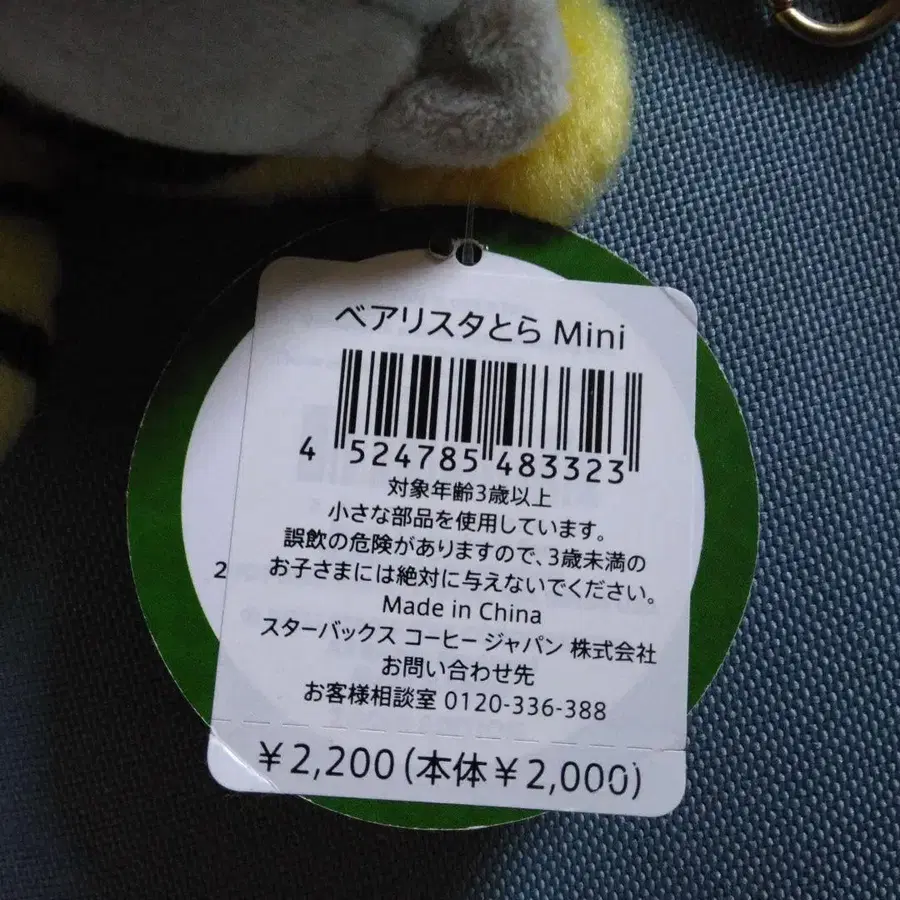 ベアリスタとら Mini
4 524785 483323
対象年齢3歳以上
小さな部品を使用しています。
誤飲の危険がありますので、3歳未満の
お子さまには絶対に与えないでください。
2
Made in China
スターバックス コーヒー ジャパン 株式会社
お問い合わせ先
お客様相談室 0120-336-388
￥2,200(本体￥2,000)